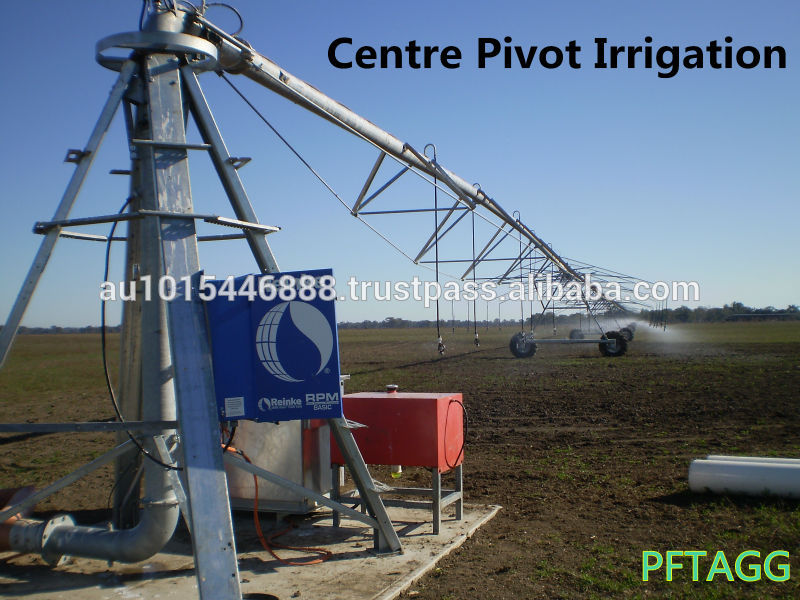 Centre Pivot Irrigation
au1015446888.trustpass.alibaba.com
Reinke
RPM
BASIC
PFTAGG